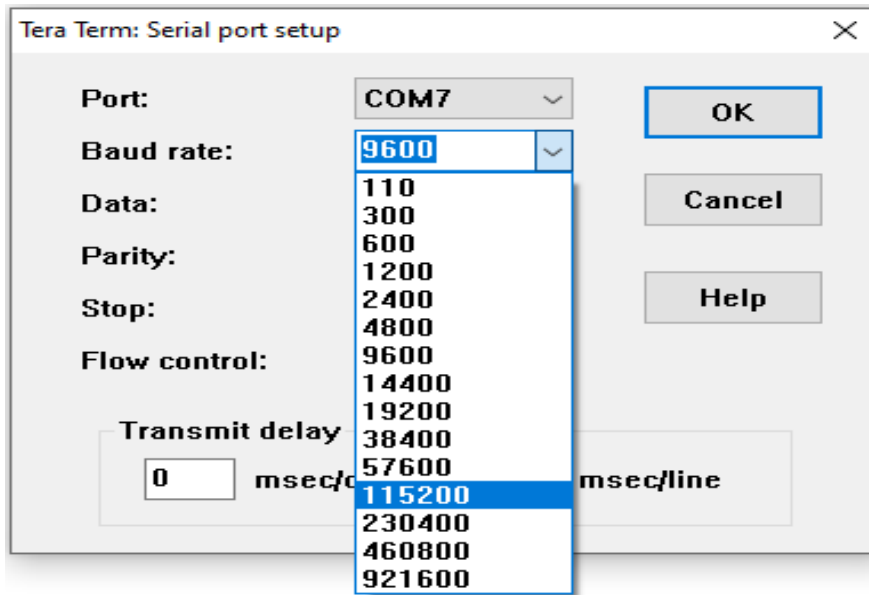 Tera Term: Serial port setup
Port: COM7 OK
Baud rate: 9600
110
Data: 300 Cancel
600
Parity: 1200
2400
Stop: 4800 Help
9600
Flow control: 14400
19200
Transmit delay 38400
57600
0 msec/ 115200 msec/line
230400
460800
921600